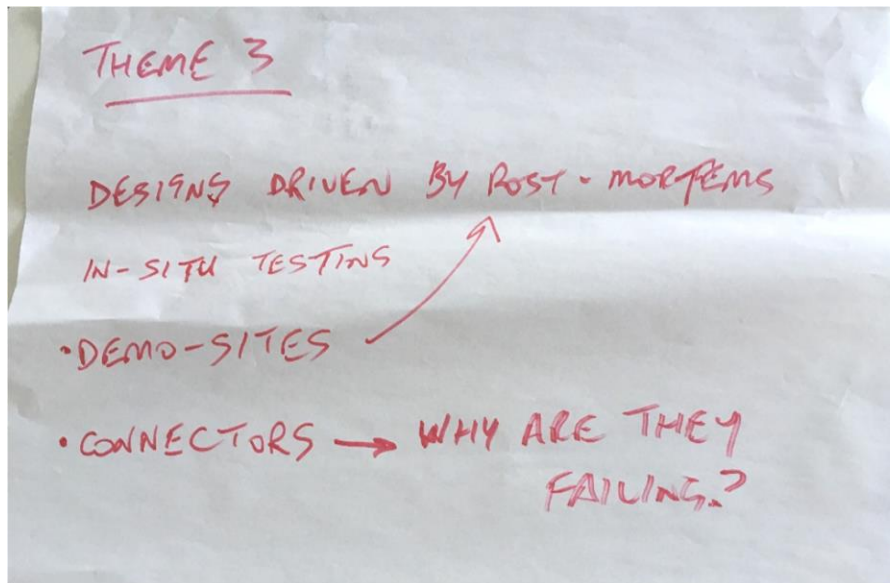 THEME 3
DESIGNS DRIVEN BY POST-MORTEMS
IN-SITU TESTING
• DEMO-SITES
• CONNECTORS → WHY ARE THEY
FAILING?